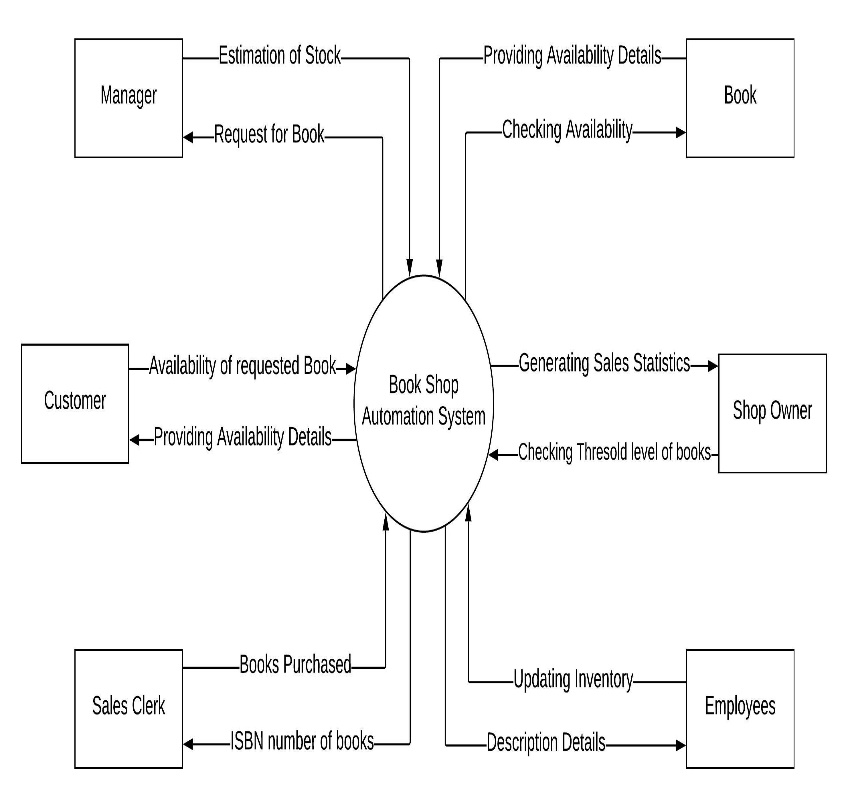 Estimation of Stock
Providing Availability Details
Manager
Book
Request for Book
Checking Availability
Availability of requested Book
Generating Sales Statistics
Customer
Book Shop
Automation System
Shop Owner
Providing Availability Details
Checking Thresold level of books
Books Purchased
Updating Inventory
Sales Clerk
Employees
ISBN number of books
Description Details